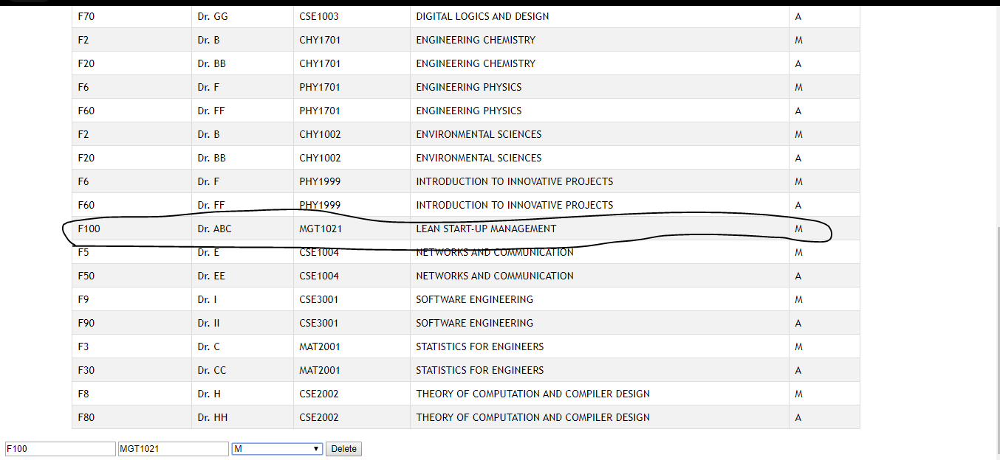 F70 Dr. GG CSE1003 DIGITAL LOGICS AND DESIGN A
F2 Dr. B CHY1701 ENGINEERING CHEMISTRY M
F20 Dr. BB CHY1701 ENGINEERING CHEMISTRY A
F6 Dr. F PHY1701 ENGINEERING PHYSICS M
F60 Dr. FF PHY1701 ENGINEERING PHYSICS A
F2 Dr. B CHY1002 ENVIRONMENTAL SCIENCES M
F20 Dr. BB CHY1002 ENVIRONMENTAL SCIENCES A
F6 Dr. F PHY1999 INTRODUCTION TO INNOVATIVE PROJECTS M
F60 Dr. FF PHY1999 INTRODUCTION TO INNOVATIVE PROJECTS A
F100 Dr. ABC MGT1021 LEAN START-UP MANAGEMENT M
F5 Dr. E CSE1004 NETWORKS AND COMMUNICATION M
F50 Dr. EE CSE1004 NETWORKS AND COMMUNICATION A
F9 Dr. I CSE3001 SOFTWARE ENGINEERING M
F90 Dr. II CSE3001 SOFTWARE ENGINEERING A
F3 Dr. C MAT2001 STATISTICS FOR ENGINEERS M
F30 Dr. CC MAT2001 STATISTICS FOR ENGINEERS A
F8 Dr. H CSE2002 THEORY OF COMPUTATION AND COMPILER DESIGN M
F80 Dr. HH CSE2002 THEORY OF COMPUTATION AND COMPILER DESIGN A
F100 MGT1021 M Delete